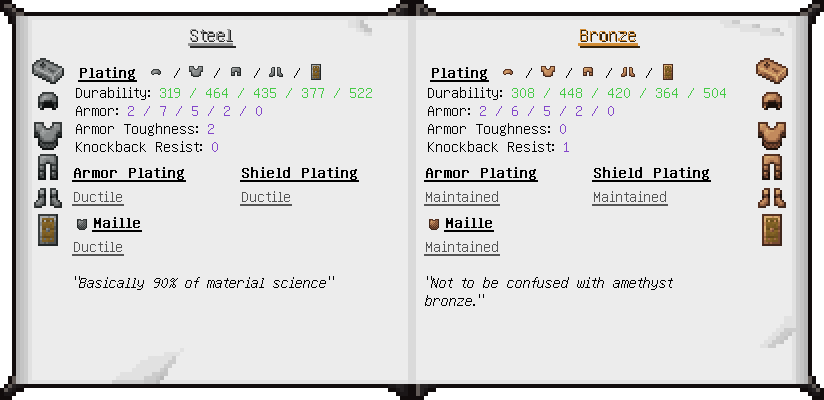 Steel
Plating / / / /
Durability: 319 / 464 / 435 / 377 / 522
Armor: 2 / 7 / 5 / 2 / 0
Armor Toughness: 2
Knockback Resist: 0
Armor Plating Shield Plating
Ductile Ductile
Maille
Ductile
"Basically 90% of material science"
Bronze
Plating / / / /
Durability: 308 / 448 / 420 / 364 / 504
Armor: 2 / 6 / 5 / 2 / 0
Armor Toughness: 0
Knockback Resist: 1
Armor Plating Shield Plating
Maintained Maintained
Maille
Maintained
"Not to be confused with amethyst
bronze."